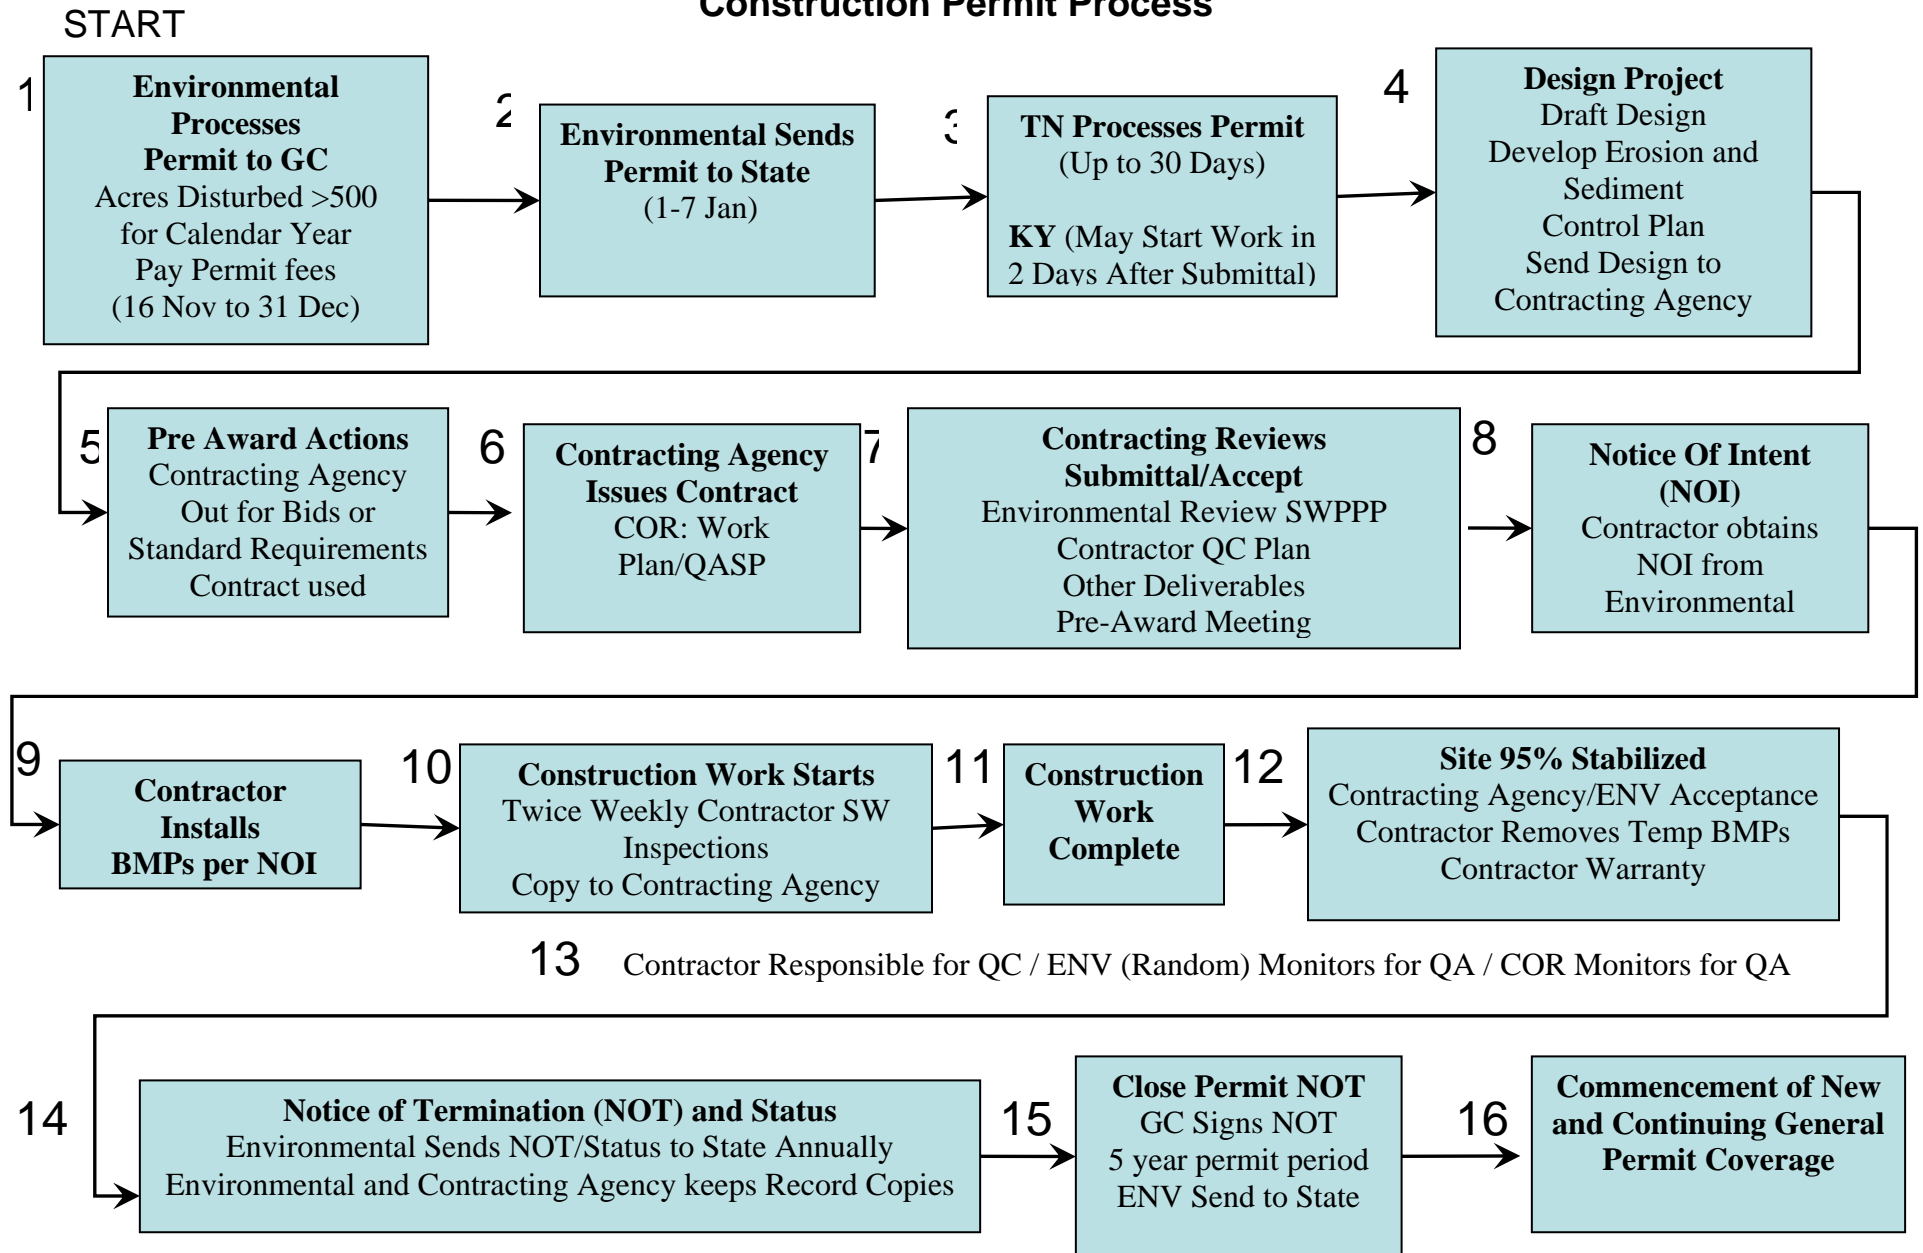 Construction Permit Process
START
1
Environmental
Processes
Permit to GC
Acres Disturbed >500
for Calendar Year
Pay Permit fees
(16 Nov to 31 Dec)
2
Environmental Sends
Permit to State
(1-7 Jan)
3
TN Processes Permit
(Up to 30 Days)
KY (May Start Work in
2 Days After Submittal)
4
Design Project
Draft Design
Develop Erosion and
Sediment
Control Plan
Send Design to
Contracting Agency
5
Pre Award Actions
Contracting Agency
Out for Bids or
Standard Requirements
Contract used
6
Contracting Agency
Issues Contract
COR: Work
Plan/QASP
7
Contracting Reviews
Submittal/Accept
Environmental Review SWPPP
Contractor QC Plan
Other Deliverables
Pre-Award Meeting
8
Notice Of Intent
(NOI)
Contractor obtains
NOI from
Environmental
9
Contractor
Installs
BMPs per NOI
10
Construction Work Starts
Twice Weekly Contractor SW
Inspections
Copy to Contracting Agency
11
Construction
Work
Complete
12
Site 95% Stabilized
Contracting Agency/ENV Acceptance
Contractor Removes Temp BMPs
Contractor Warranty
13 Contractor Responsible for QC / ENV (Random) Monitors for QA / COR Monitors for QA
14
Notice of Termination (NOT) and Status
Environmental Sends NOT/Status to State Annually
Environmental and Contracting Agency keeps Record Copies
15
Close Permit NOT
GC Signs NOT
5 year permit period
ENV Send to State
16
Commencement of New
and Continuing General
Permit Coverage